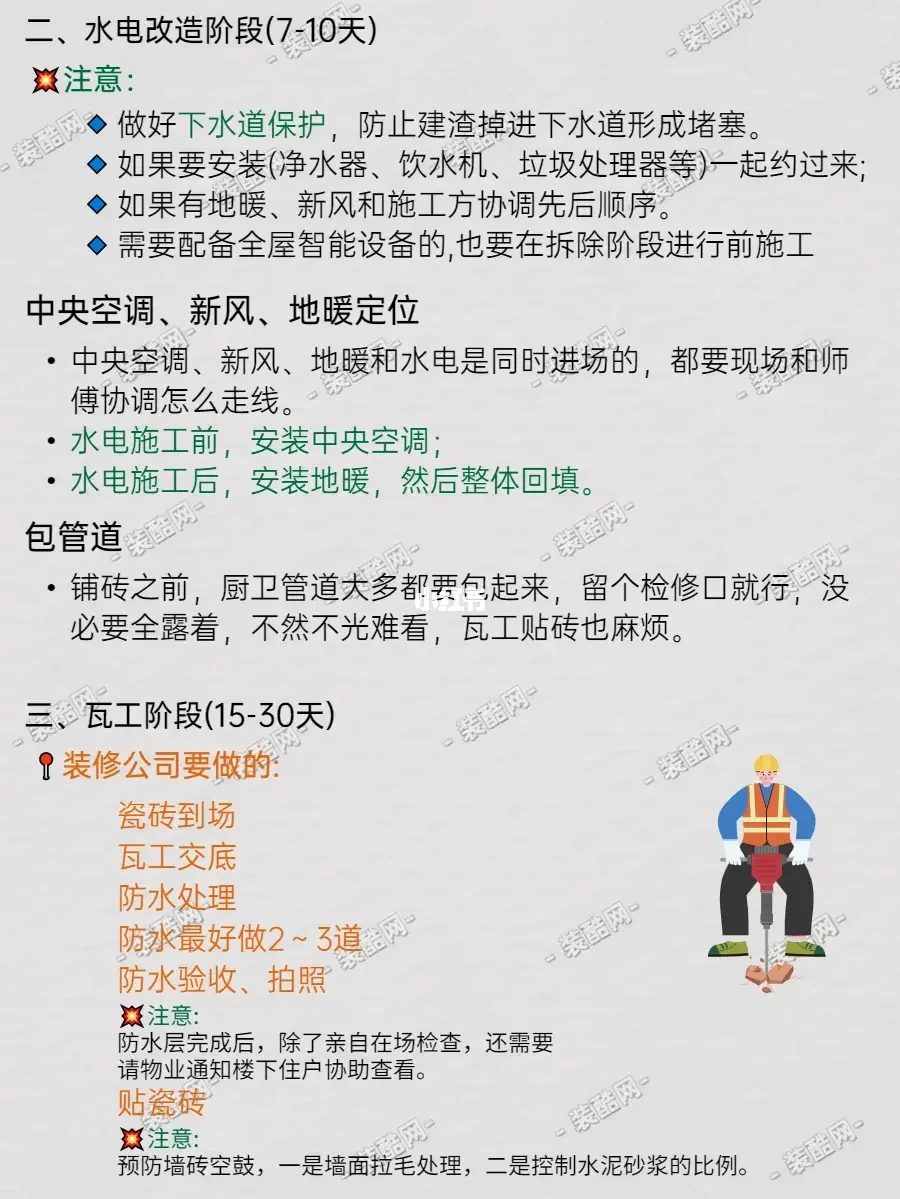 二、水电改造阶段(7-10天)
注意：
做好下水道保护，防止建渣掉进下水道形成堵塞。
如果要安装(净水器、饮水机、垃圾处理器等)一起约过来;
如果有地暖、新风和施工方协调先后顺序。
需要配备全屋智能设备的,也要在拆除阶段进行前施工
中央空调、新风、地暖定位
• 中央空调、新风、地暖和水电是同时进场的，都要现场和师
傅协调怎么走线。
• 水电施工前，安装中央空调；
• 水电施工后，安装地暖，然后整体回填。
包管道
• 铺砖之前，厨卫管道大多都要包起来，留个检修口就行，没
必要全露着，不然不光难看，瓦工贴砖也麻烦。
小红书
三、瓦工阶段(15-30天)
装修公司要做的:
瓷砖到场
瓦工交底
防水处理
防水最好做2～3道
防水验收、拍照
注意:
防水层完成后，除了亲自在场检查，还需要
请物业通知楼下住户协助查看。
贴瓷砖
注意:
预防墙砖空鼓，一是墙面拉毛处理，二是控制水泥砂浆的比例。
-装酷网-